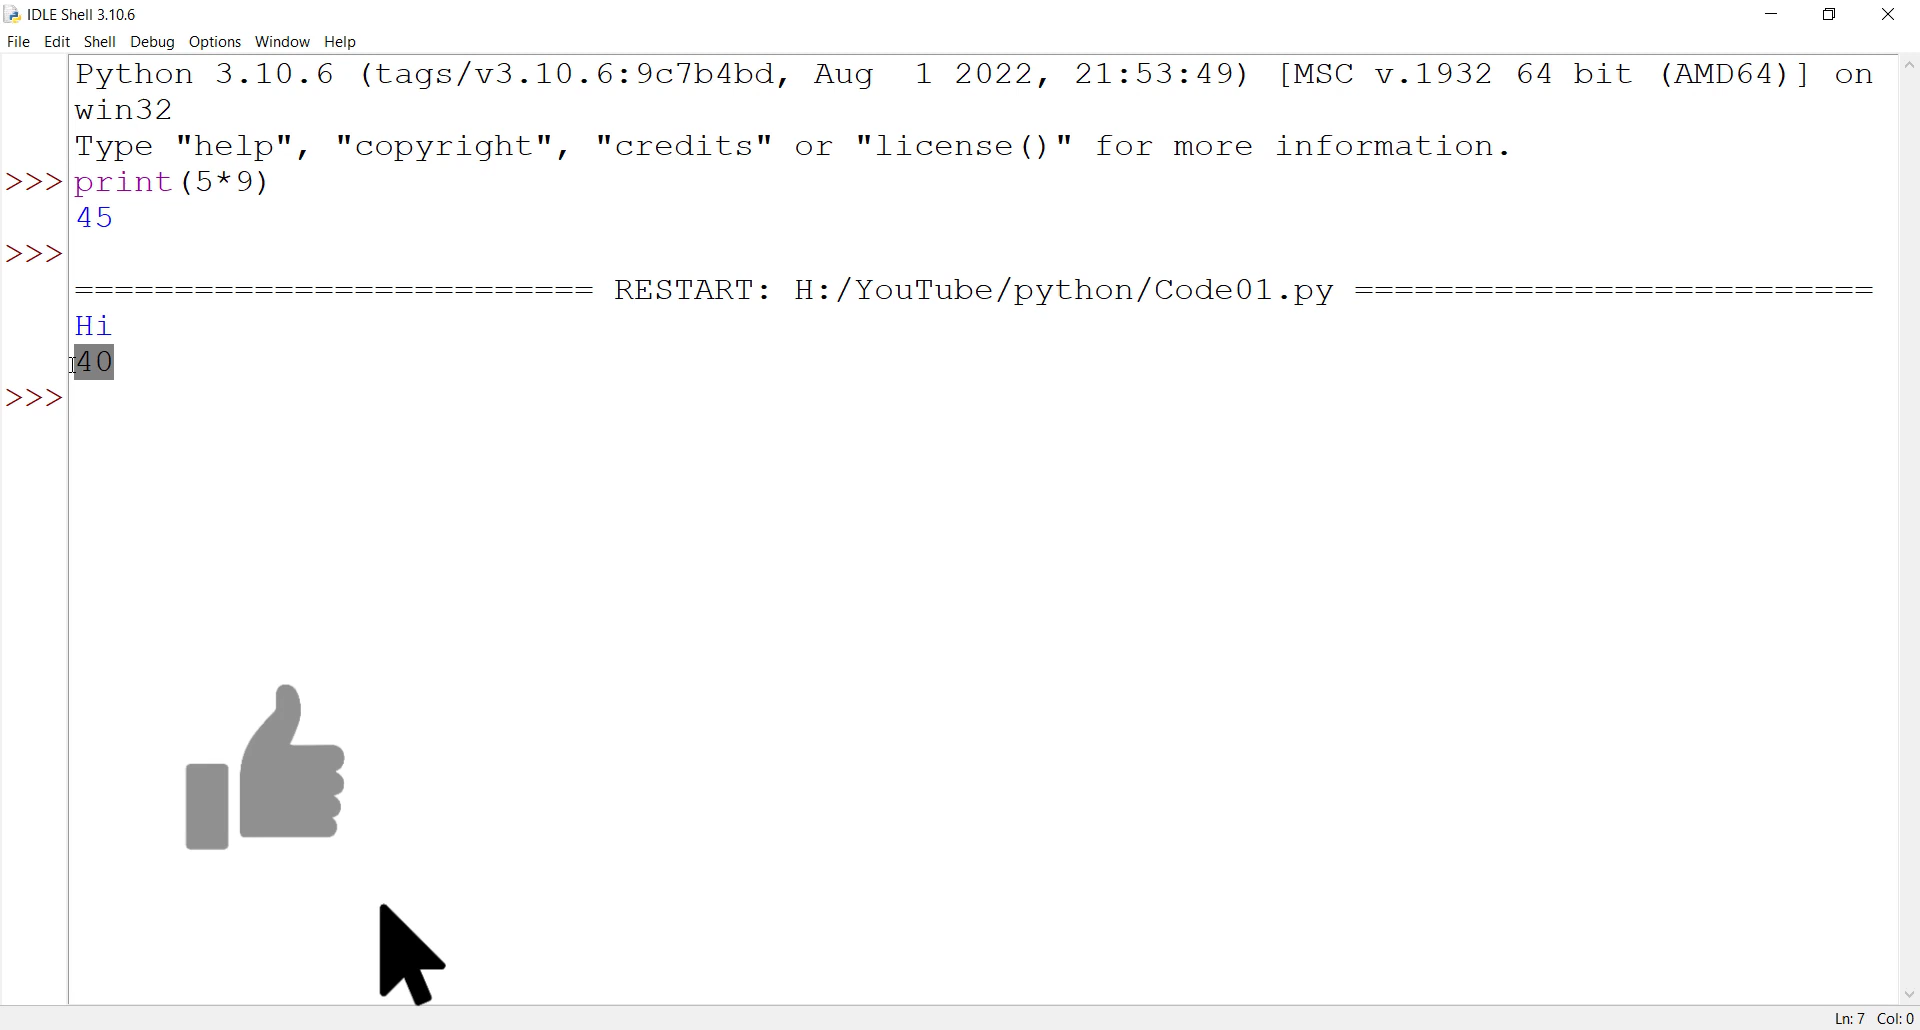 IDLE Shell 3.10.6
File Edit Shell Debug Options Window Help
Python 3.10.6 (tags/v3.10.6:9c7b4bd, Aug  1 2022, 21:53:49) [MSC v.1932 64 bit (AMD64)] on
win32
Type "help", "copyright", "credits" or "license()" for more information.
>>> print(5*9)
45
>>>
========================== RESTART: H:/YouTube/python/Code01.py ==========================
Hi
40
>>>
Ln: 7 Col: 0